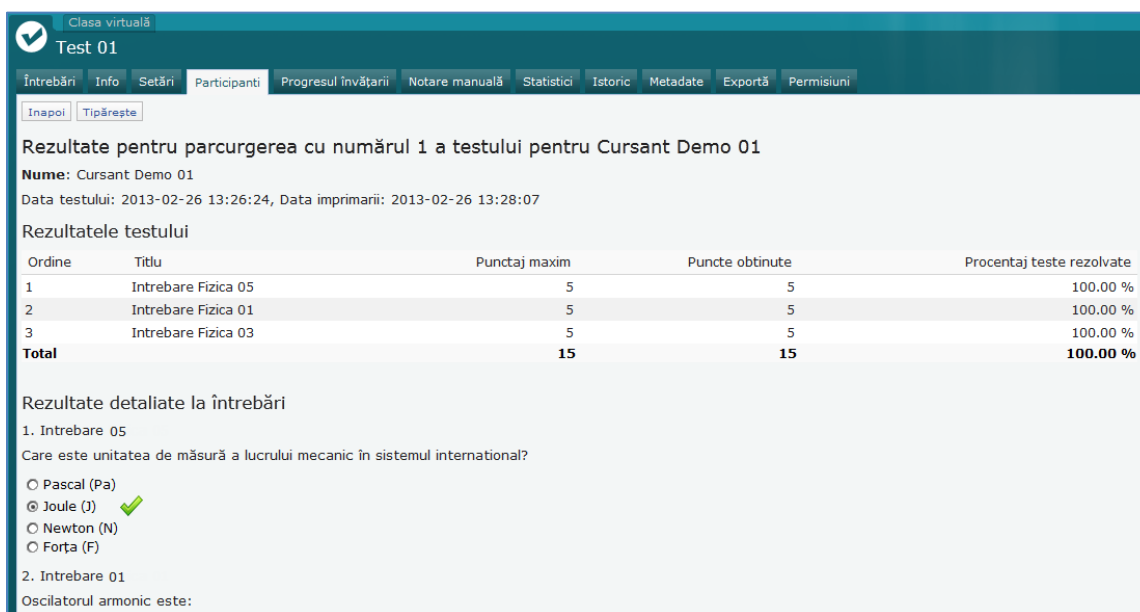 Clasa virtuală
Test 01
Întrebări Info Setări Participanti Progresul învățarii Notare manuală Statistici Istoric Metadate Exportă Permisiuni
Inapoi Tipărește
Rezultate pentru parcurgerea cu numărul 1 a testului pentru Cursant Demo 01
Nume: Cursant Demo 01
Data testului: 2013-02-26 13:26:24, Data imprimarii: 2013-02-26 13:28:07
Rezultatele testului
Ordine Titlu Punctaj maxim Puncte obtinute Procentaj teste rezolvate
1 Intrebare Fizica 05 5 5 100.00 %
2 Intrebare Fizica 01 5 5 100.00 %
3 Intrebare Fizica 03 5 5 100.00 %
Total 15 15 100.00 %
Rezultate detaliate la întrebări
1. Intrebare 05
Care este unitatea de măsură a lucrului mecanic în sistemul international?
Pascal (Pa)
Joule (J)
Newton (N)
Forța (F)
2. Intrebare 01
Oscilatorul armonic este: